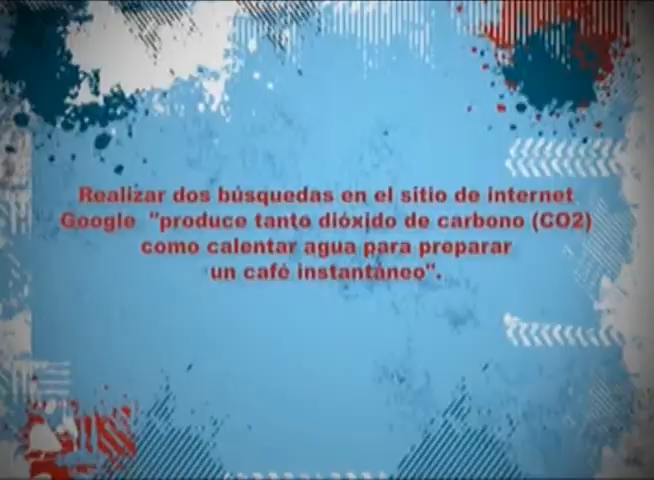 Realizar dos búsquedas en el sitio de internet
Google "produce tanto dióxido de carbono (CO2)
como calentar agua para preparar
un café instantáneo".